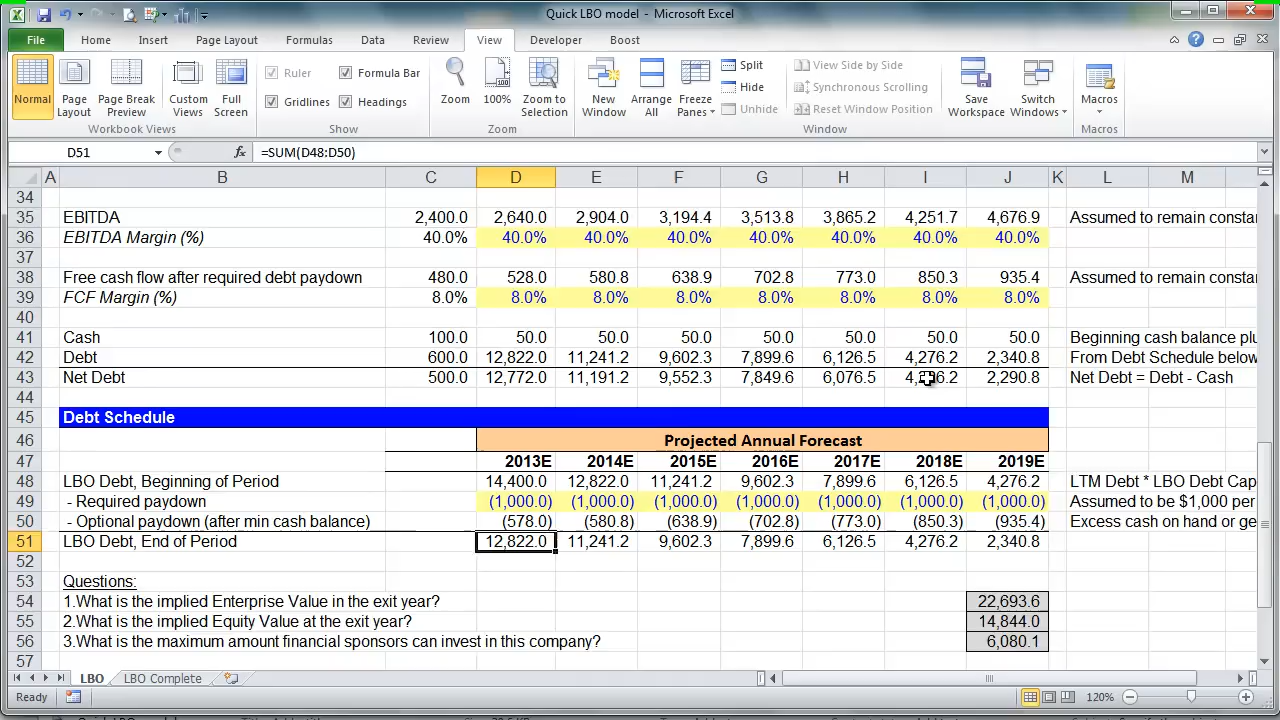 Quick LBO model - Microsoft Excel
File Home Insert Page Layout Formulas Data Review View Developer Boost
Normal Page Layout Page Break Preview Custom Views Full Screen
Workbook Views
Ruler Formula Bar
Gridlines Headings
Show
Zoom 100% Zoom to Selection
Zoom
New Window Arrange All Freeze Panes
Split
Hide
Unhide
View Side by Side
Synchronous Scrolling
Reset Window Position
Window
Save Workspace Switch Windows
Macros
Macros
D51 fx =SUM(D48:D50)
A B C D E F G H I J K L M
34
35 EBITDA 2,400.0 2,640.0 2,904.0 3,194.4 3,513.8 3,865.2 4,251.7 4,676.9 Assumed to remain consta
36 EBITDA Margin (%) 40.0% 40.0% 40.0% 40.0% 40.0% 40.0% 40.0% 40.0%
37
38 Free cash flow after required debt paydown 480.0 528.0 580.8 638.9 702.8 773.0 850.3 935.4 Assumed to remain consta
39 FCF Margin (%) 8.0% 8.0% 8.0% 8.0% 8.0% 8.0% 8.0% 8.0%
40
41 Cash 100.0 50.0 50.0 50.0 50.0 50.0 50.0 50.0 Beginning cash balance plu
42 Debt 600.0 12,822.0 11,241.2 9,602.3 7,899.6 6,126.5 4,276.2 2,340.8 From Debt Schedule below
43 Net Debt 500.0 12,772.0 11,191.2 9,552.3 7,849.6 6,076.5 2,290.8 Net Debt = Debt - Cash
44
45 Debt Schedule
46 Projected Annual Forecast
47 2013E 2014E 2015E 2016E 2017E 2018E 2019E
48 LBO Debt, Beginning of Period 14,400.0 12,822.0 11,241.2 9,602.3 7,899.6 6,126.5 4,276.2 LTM Debt * LBO Debt Cap
49 - Required paydown (1,000.0) (1,000.0) (1,000.0) (1,000.0) (1,000.0) (1,000.0) (1,000.0) Assumed to be $1,000 per
50 - Optional paydown (after min cash balance) (578.0) (580.8) (638.9) (702.8) (773.0) (850.3) (935.4) Excess cash on hand or ge
51 LBO Debt, End of Period 12,822.0 11,241.2 9,602.3 7,899.6 6,126.5 4,276.2 2,340.8
52
53 Questions:
54 1.What is the implied Enterprise Value in the exit year? 22,693.6
55 2.What is the implied Equity Value at the exit year? 14,844.0
56 3.What is the maximum amount financial sponsors can invest in this company? 6,080.1
57
LBO LBO Complete
Ready 120%